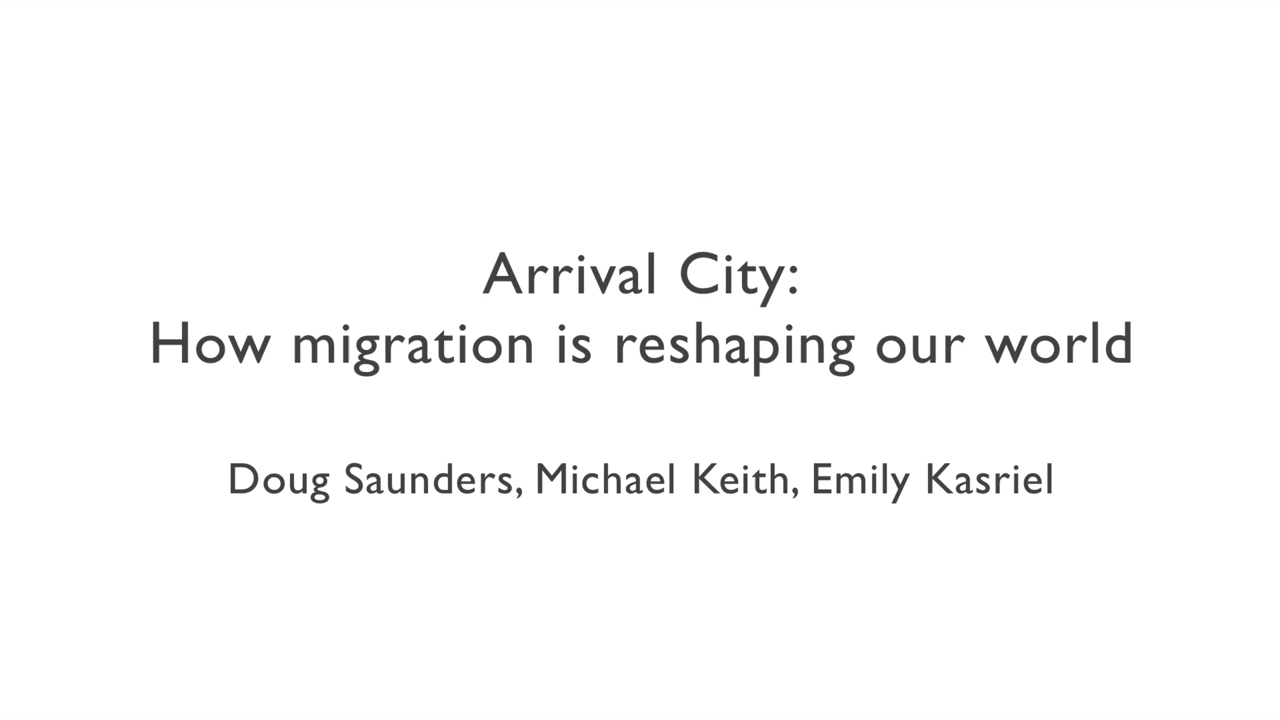 Arrival City:
How migration is reshaping our world
Doug Saunders, Michael Keith, Emily Kasriel